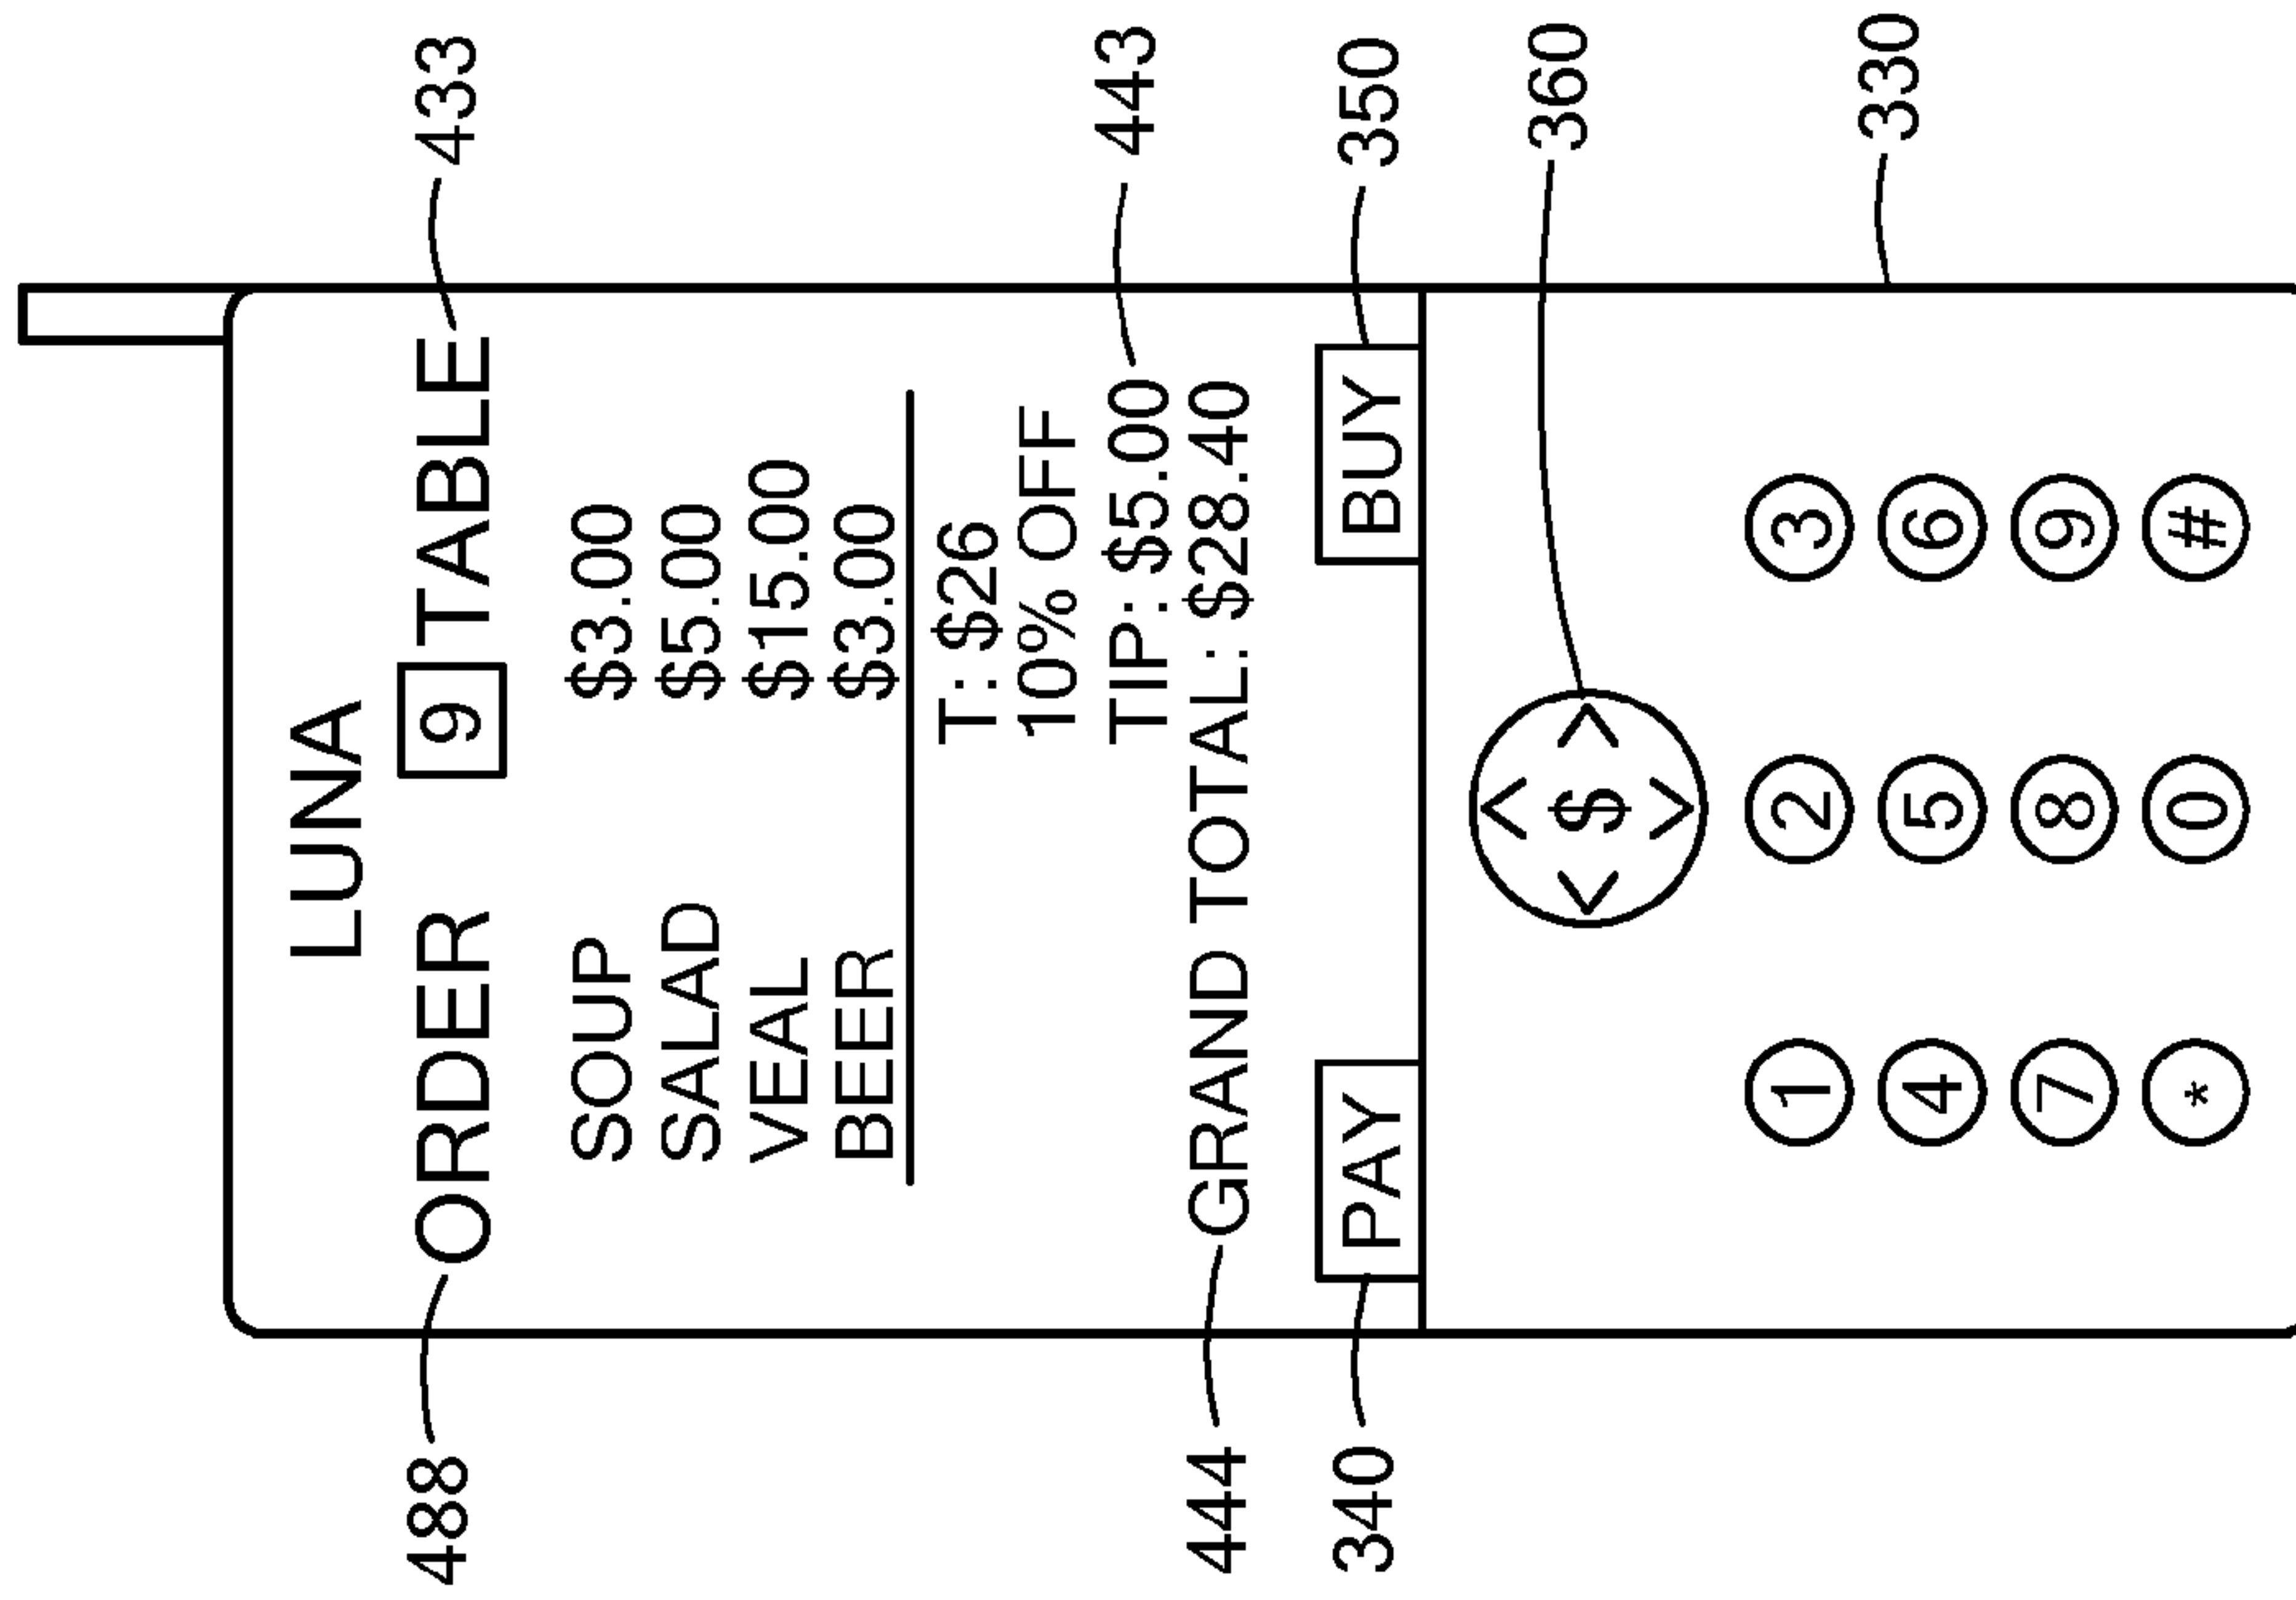 LUNA
488 ORDER 9 TABLE 433
SOUP $3.00
SALAD $5.00
VEAL $15.00
BEER $3.00
T: $26
10% OFF
TIP: $5.00 443
444 GRAND TOTAL: $28.40
340 PAY BUY 350
< < $ > > 360
1 2 3
4 5 6 330
7 8 9
* 0 #